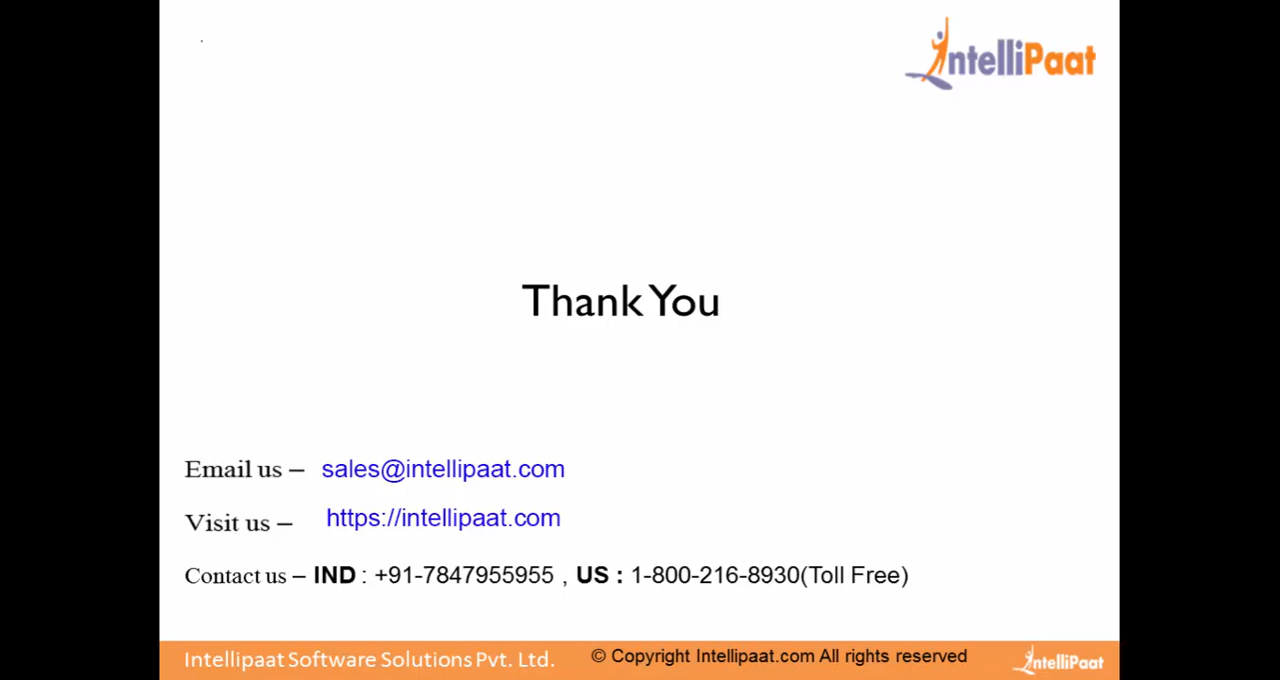 IntelliPaat
Thank You
Email us – sales@intellipaat.com
Visit us – https://intellipaat.com
Contact us – IND : +91-7847955955 , US : 1-800-216-8930(Toll Free)
Intellipaat Software Solutions Pvt. Ltd. © Copyright Intellipaat.com All rights reserved IntelliPaat